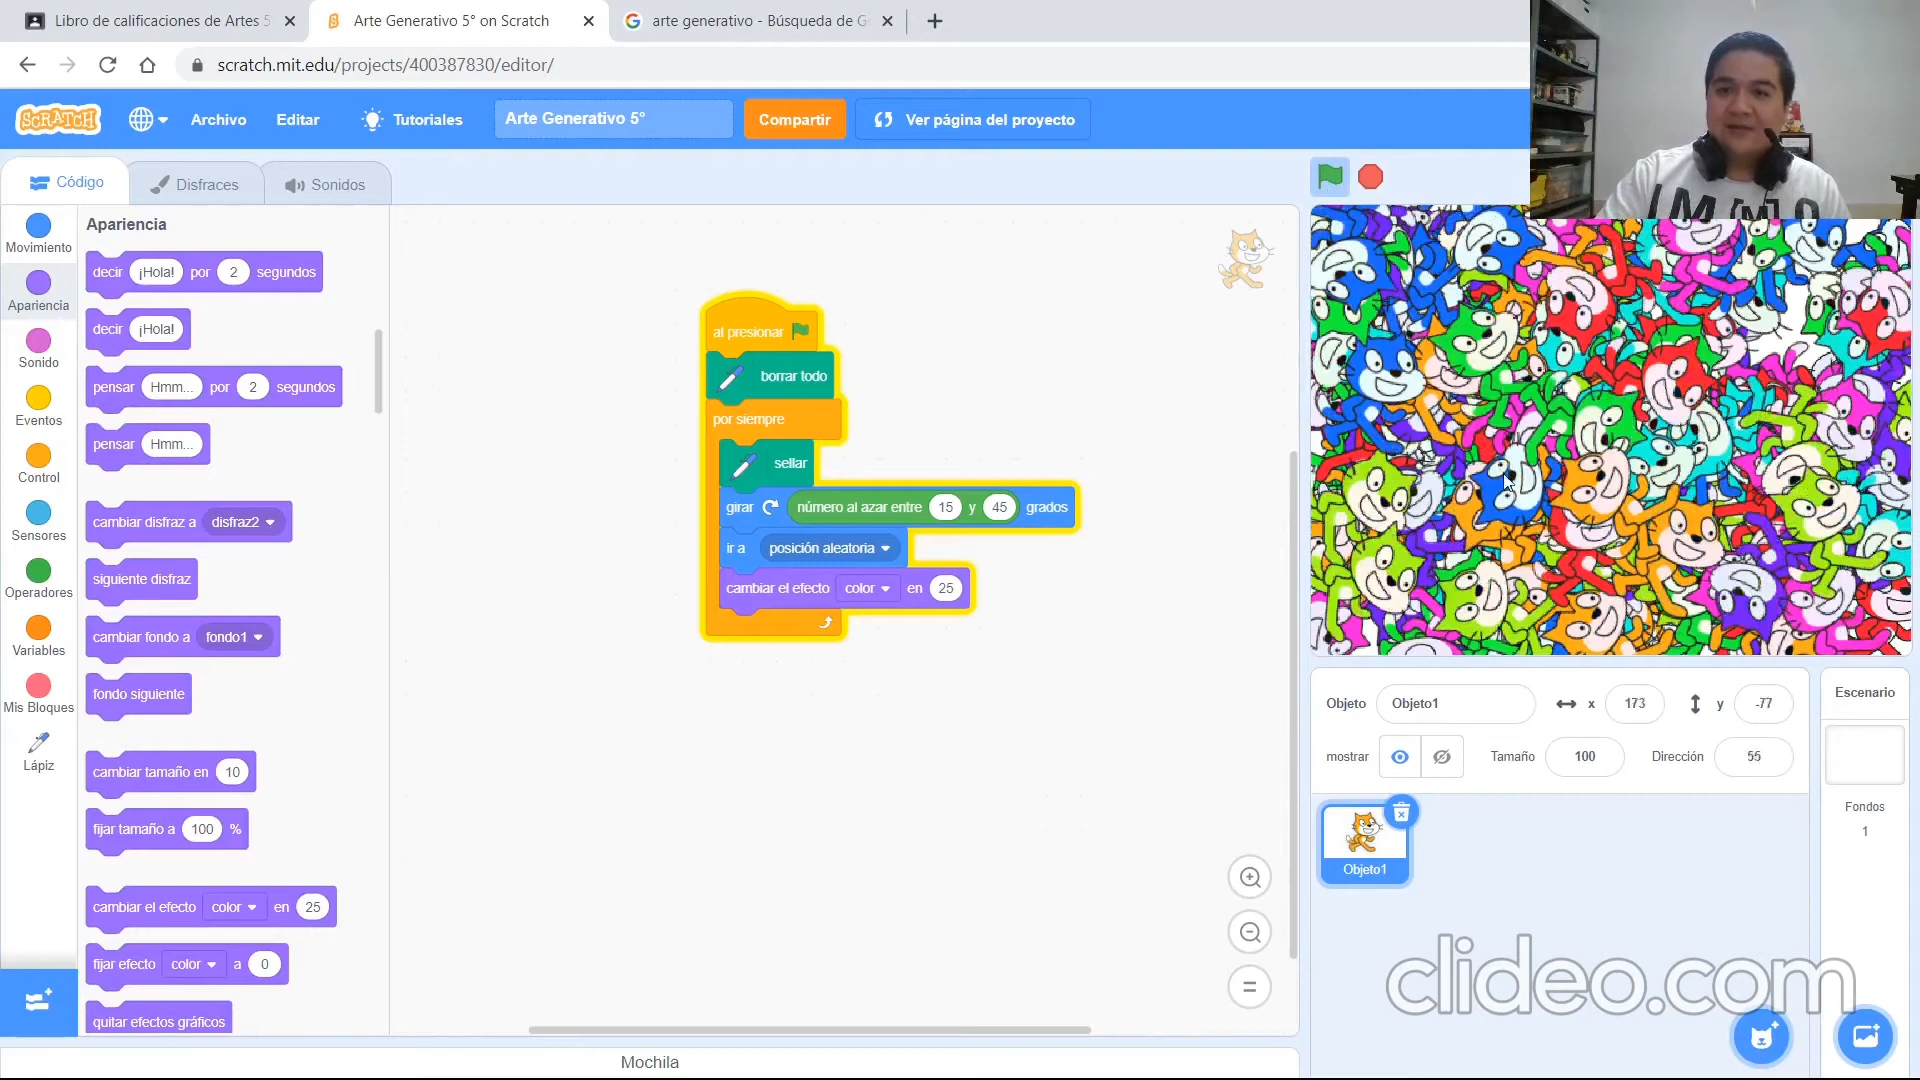 Libro de calificaciones de Artes 5
Arte Generativo 5° on Scratch
arte generativo - Búsqueda de G
scratch.mit.edu/projects/400387830/editor/
SCRATCH
Archivo
Editar
Tutoriales
Arte Generativo 5°
Compartir
Ver página del proyecto
Código
Disfraces
Sonidos
Movimiento
Apariencia
Sonido
Eventos
Control
Sensores
Operadores
Variables
Mis Bloques
Lápiz
Apariencia
decir ¡Hola! por 2 segundos
decir ¡Hola!
pensar Hmm... por 2 segundos
pensar Hmm...
cambiar disfraz a disfraz2
siguiente disfraz
cambiar fondo a fondo1
fondo siguiente
cambiar tamaño en 10
fijar tamaño a 100 %
cambiar el efecto color en 25
fijar efecto color a 0
quitar efectos gráficos
al presionar
borrar todo
por siempre
sellar
girar número al azar entre 15 y 45 grados
ir a posición aleatoria
cambiar el efecto color en 25
Objeto Objeto1 x 173 y -77
mostrar Tamaño 100 Dirección 55
Objeto1
Escenario
Fondos
1
clideo.com
Mochila